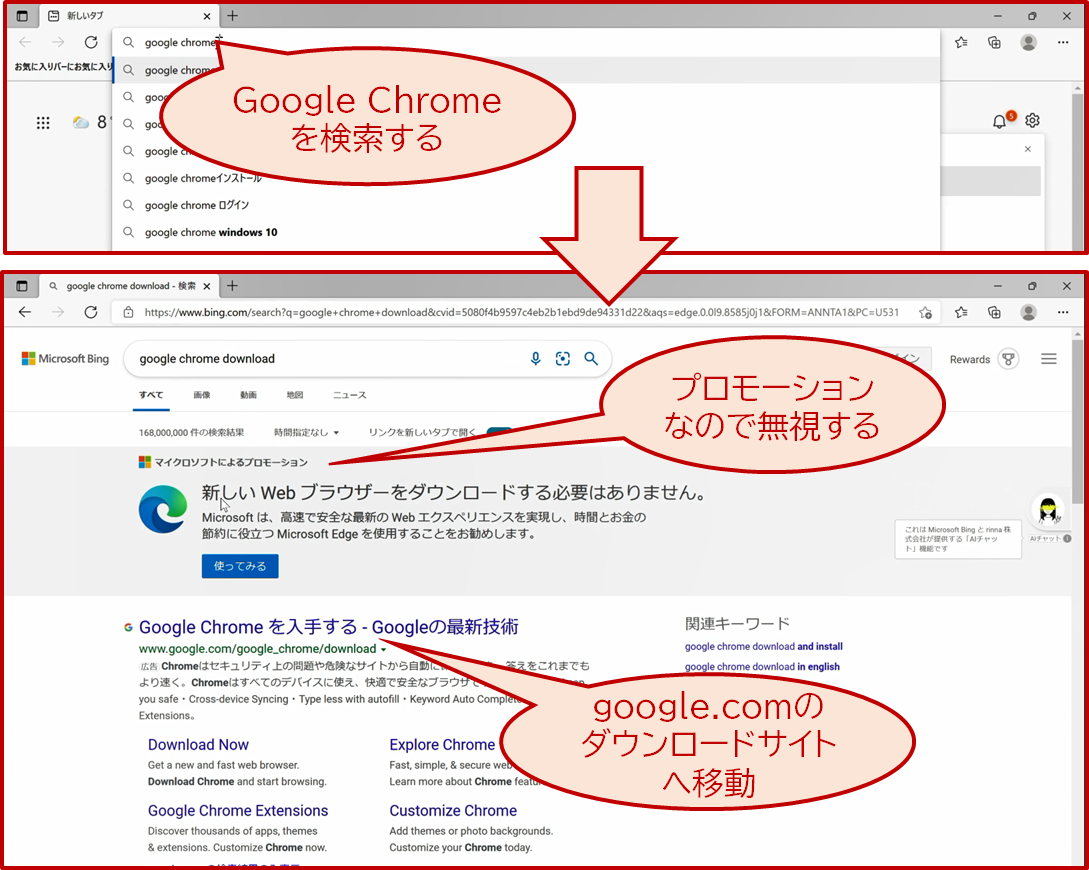 新しいタブ
google chrome
お気に入りバーにお気に入り
google chrome
8°
goo
goo
google ch
google chromeインストール
google chrome ログイン
google chrome windows 10
5
Google Chrome
を検索する
google chrome download - 検索
https://www.bing.com/search?q=google+chrome+download&cvid=5080f4b9597c4eb2b1ebd9de94331d22&aqs=edge.0.0l9.8585j0j1&FORM=ANNTA1&PC=U531
Microsoft Bing
google chrome download
イン
Rewards
すべて 画像 動画 地図 ニュース
168,000,000 件の検索結果 時間指定なし リンクを新しいタブで開く
プロモーション
なので無視する
マイクロソフトによるプロモーション
新しい Web ブラウザーをダウンロードする必要はありません。
Microsoft は、高速で安全な最新の Web エクスペリエンスを実現し、時間とお金の
節約に役立つ Microsoft Edge を使用することをお勧めします。
使ってみる
これは Microsoft Bing と rinna 株
式会社が提供する「AIチャッ
ト」機能です
AIチャット
Google Chrome を入手する - Googleの最新技術
www.google.com/google_chrome/download
広告 Chromeはセキュリティ上の問題や危険なサイトから自動に 答えをこれまでも
より速く。Chromeはすべてのデバイスに使え、快適で安全なブラウザで
you safe · Cross-device Syncing · Type less with autofill · Keyword Auto Complete
Extensions。
Download Now
Get a new and fast web browser.
Download Chrome and start browsing.
Explore Chrome
Fast, simple, & secure web
Learn more about Chrome featu
Google Chrome Extensions
Discover thousands of apps, themes
& extensions. Customize Chrome now.
Customize Chrome
Add themes or photo backgrounds.
Customize your Chrome today.
関連キーワード
google chrome download and install
google chrome download in english
google.comの
ダウンロードサイト
へ移動